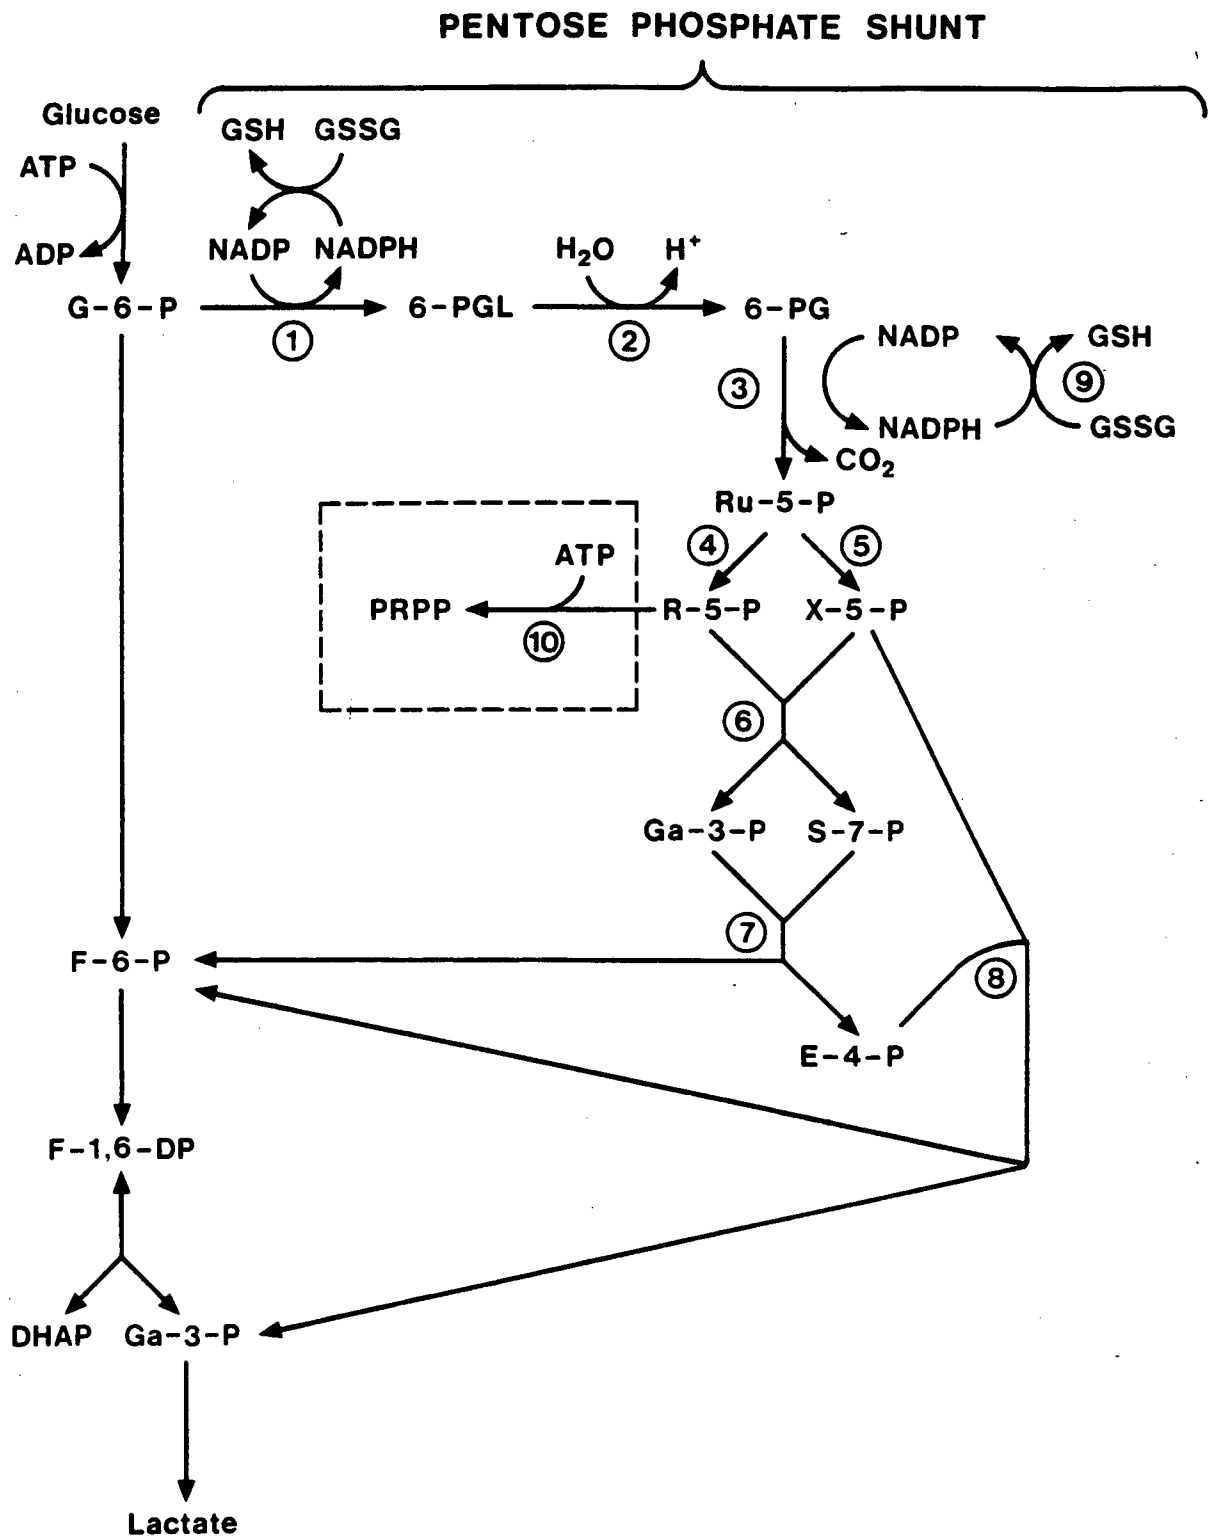 PENTOSE PHOSPHATE SHUNT
Glucose
GSH GSSG
ATP
ADP
NADP NADPH
H₂O H⁺
G-6-P
6-PGL
6-PG
①
②
NADP
GSH
③
⑨
NADPH
GSSG
CO₂
Ru-5-P
④ ⑤
ATP
PRPP
R-5-P X-5-P
⑩
⑥
Ga-3-P S-7-P
⑦
F-6-P
⑧
E-4-P
F-1,6-DP
DHAP Ga-3-P
Lactate